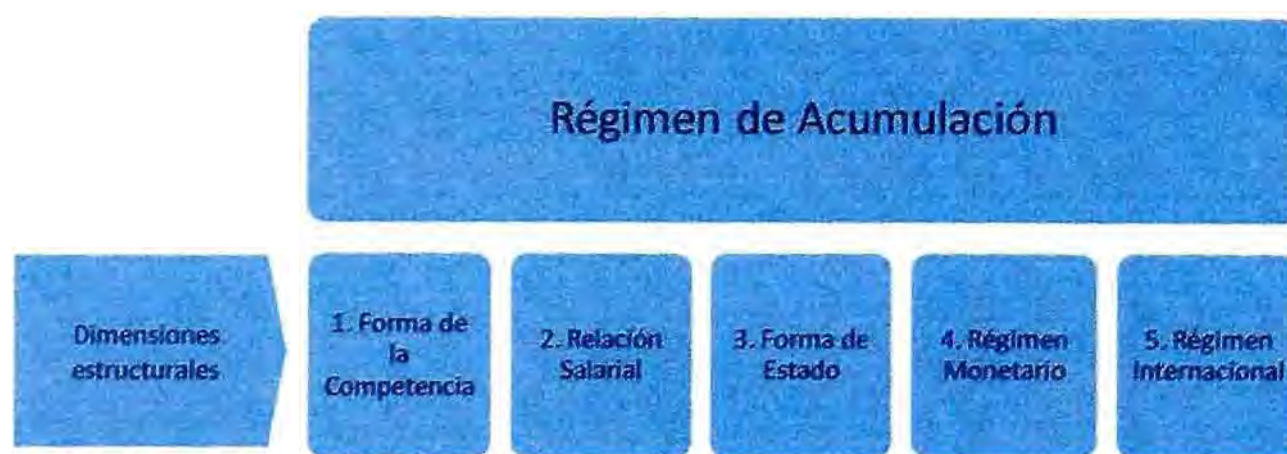 Régimen de Acumulación
Dimensiones
estructurales
1. Forma de
la
Competencia
2. Relación
Salarial
3. Forma de
Estado
4. Régimen
Monetario
5. Régimen
Internacional